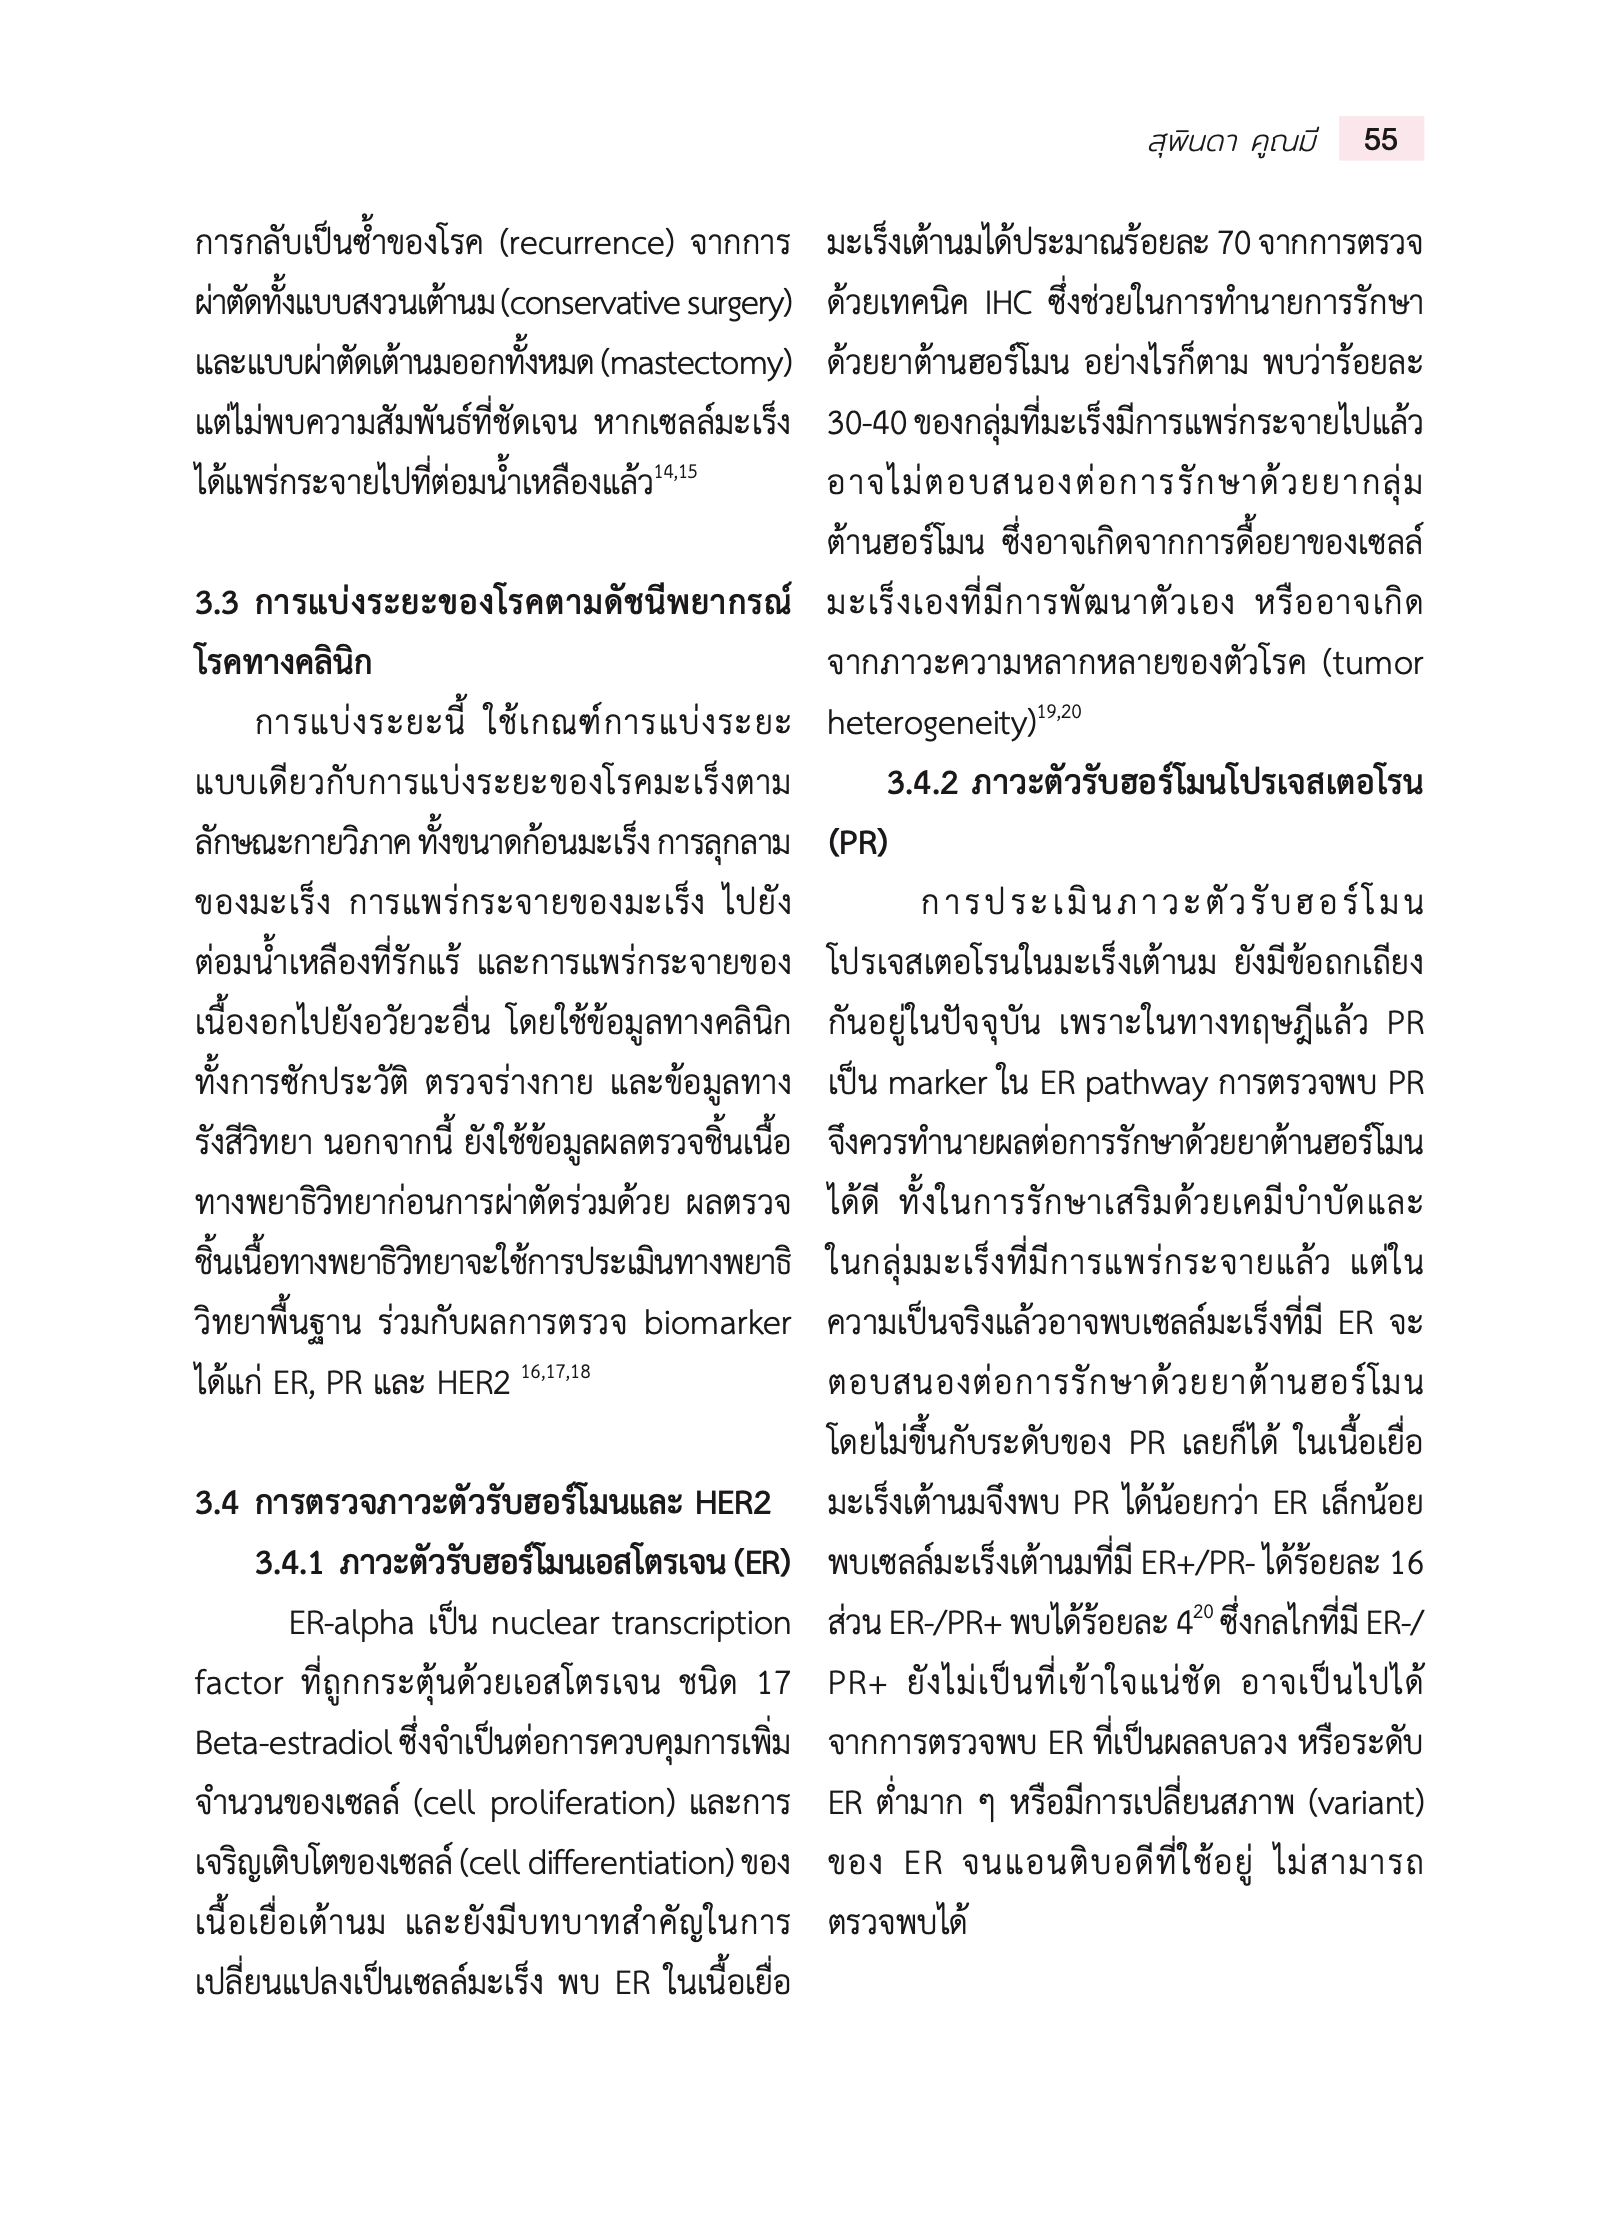 สุพินดา คูณมี 55
การกลับเป็นซ้ำของโรค (recurrence) จากการ
ผ่าตัดทั้งแบบสงวนเต้านม (conservative surgery)
และแบบผ่าตัดเต้านมออกทั้งหมด (mastectomy)
แต่ไม่พบความสัมพันธ์ที่ชัดเจน หากเซลล์มะเร็ง
ได้แพร่กระจายไปที่ต่อมน้ำเหลืองแล้ว14,15
3.3 การแบ่งระยะของโรคตามดัชนีพยากรณ์
โรคทางคลินิก
การแบ่งระยะนี้ ใช้เกณฑ์การแบ่งระยะ
แบบเดียวกับการแบ่งระยะของโรคมะเร็งตาม
ลักษณะกายวิภาค ทั้งขนาดก้อนมะเร็ง การลุกลาม
ของมะเร็ง การแพร่กระจายของมะเร็ง ไปยัง
ต่อมน้ำเหลืองที่รักแร้ และการแพร่กระจายของ
เนื้องอกไปยังอวัยวะอื่น โดยใช้ข้อมูลทางคลินิก
ทั้งการซักประวัติ ตรวจร่างกาย และข้อมูลทาง
รังสีวิทยา นอกจากนี้ ยังใช้ข้อมูลผลตรวจชิ้นเนื้อ
ทางพยาธิวิทยาก่อนการผ่าตัดร่วมด้วย ผลตรวจ
ชิ้นเนื้อทางพยาธิวิทยาจะใช้การประเมินทางพยาธิ
วิทยาพื้นฐาน ร่วมกับผลการตรวจ biomarker
ได้แก่ ER, PR และ HER2 16,17,18
3.4 การตรวจภาวะตัวรับฮอร์โมนและ HER2
3.4.1 ภาวะตัวรับฮอร์โมนเอสโตรเจน (ER)
ER-alpha เป็น nuclear transcription
factor ที่ถูกกระตุ้นด้วยเอสโตรเจน ชนิด 17
Beta-estradiol ซึ่งจำเป็นต่อการควบคุมการเพิ่ม
จำนวนของเซลล์ (cell proliferation) และการ
เจริญเติบโตของเซลล์ (cell differentiation) ของ
เนื้อเยื่อเต้านม และยังมีบทบาทสำคัญในการ
เปลี่ยนแปลงเป็นเซลล์มะเร็ง พบ ER ในเนื้อเยื่อ
มะเร็งเต้านมได้ประมาณร้อยละ 70 จากการตรวจ
ด้วยเทคนิค IHC ซึ่งช่วยในการทำนายการรักษา
ด้วยยาต้านฮอร์โมน อย่างไรก็ตาม พบว่าร้อยละ
30-40 ของกลุ่มที่มะเร็งมีการแพร่กระจายไปแล้ว
อาจไม่ตอบสนองต่อการรักษาด้วยยากลุ่ม
ต้านฮอร์โมน ซึ่งอาจเกิดจากการดื้อยาของเซลล์
มะเร็งเองที่มีการพัฒนาตัวเอง หรืออาจเกิด
จากภาวะความหลากหลายของตัวโรค (tumor
heterogeneity)19,20
3.4.2 ภาวะตัวรับฮอร์โมนโปรเจสเตอโรน
(PR)
การประเมินภาวะตัวรับฮอร์โมน
โปรเจสเตอโรนในมะเร็งเต้านม ยังมีข้อถกเถียง
กันอยู่ในปัจจุบัน เพราะในทางทฤษฎีแล้ว PR
เป็น marker ใน ER pathway การตรวจพบ PR
จึงควรทำนายผลต่อการรักษาด้วยยาต้านฮอร์โมน
ได้ดี ทั้งในการรักษาเสริมด้วยเคมีบำบัดและ
ในกลุ่มมะเร็งที่มีการแพร่กระจายแล้ว แต่ใน
ความเป็นจริงแล้วอาจพบเซลล์มะเร็งที่มี ER จะ
ตอบสนองต่อการรักษาด้วยยาต้านฮอร์โมน
โดยไม่ขึ้นกับระดับของ PR เลยก็ได้ ในเนื้อเยื่อ
มะเร็งเต้านมจึงพบ PR ได้น้อยกว่า ER เล็กน้อย
พบเซลล์มะเร็งเต้านมที่มี ER+/PR- ได้ร้อยละ 16
ส่วน ER-/PR+ พบได้ร้อยละ 420 ซึ่งกลไกที่มี ER-/
PR+ ยังไม่เป็นที่เข้าใจแน่ชัด อาจเป็นไปได้
จากการตรวจพบ ER ที่เป็นผลลบลวง หรือระดับ
ER ต่ำมาก ๆ หรือมีการเปลี่ยนสภาพ (variant)
ของ ER จนแอนติบอดีที่ใช้อยู่ ไม่สามารถ
ตรวจพบได้